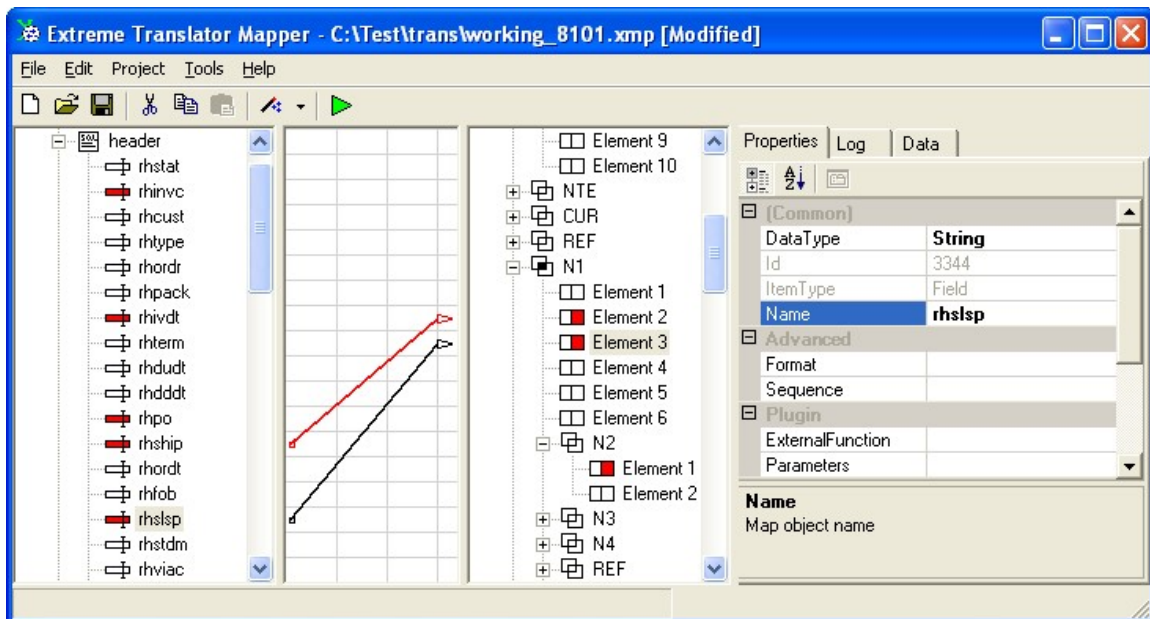 Extreme Translator Mapper - C:\Test\trans\working_8101.xmp [Modified]
File Edit Project Tools Help
header
rhstat
rhinvc
rhcust
rhtype
rhordr
rhpack
rhivdt
rhterm
rhdudt
rhdddt
rhpo
rhship
rhordt
rhfob
rhslsp
rhstdm
rhviac
Element 9
Element 10
NTE
CUR
REF
N1
Element 1
Element 2
Element 3
Element 4
Element 5
Element 6
N2
Element 1
Element 2
N3
N4
REF
Properties Log Data
(Common)
DataType String
Id 3344
ItemType Field
Name rhslsp
Advanced
Format
Sequence
Plugin
ExternalFunction
Parameters
Name
Map object name